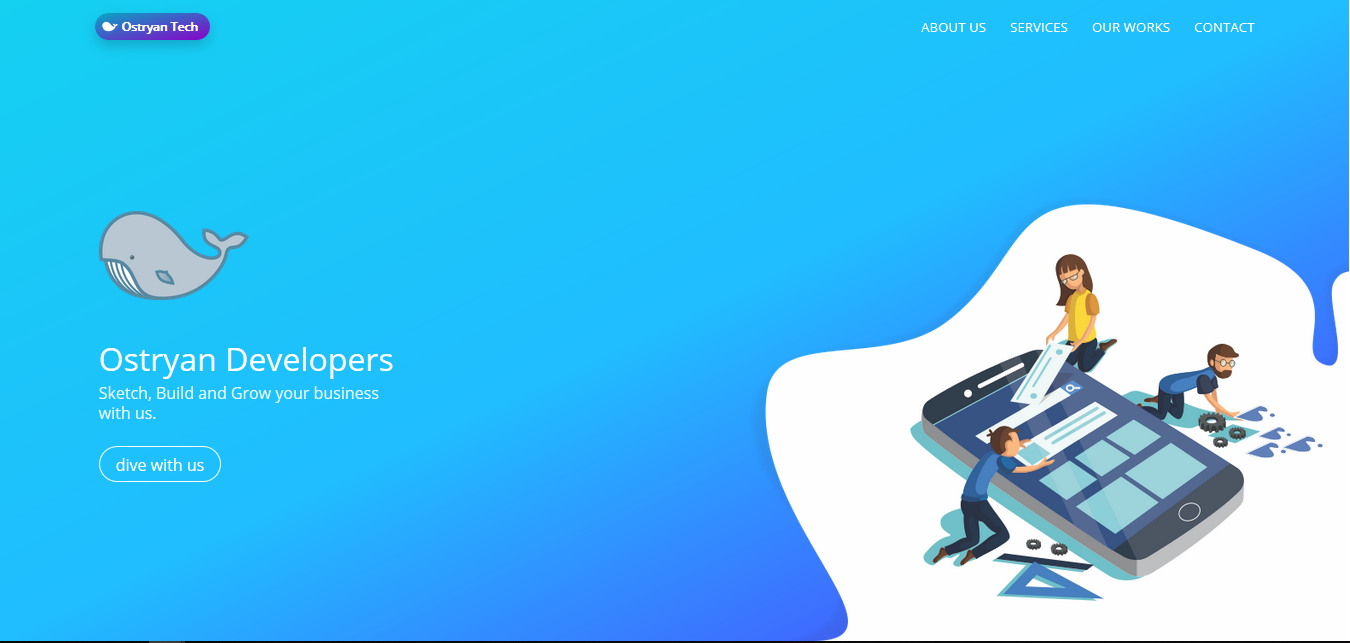 Ostryan Tech
ABOUT US
SERVICES
OUR WORKS
CONTACT
Ostryan Developers
Sketch, Build and Grow your business
with us.
dive with us